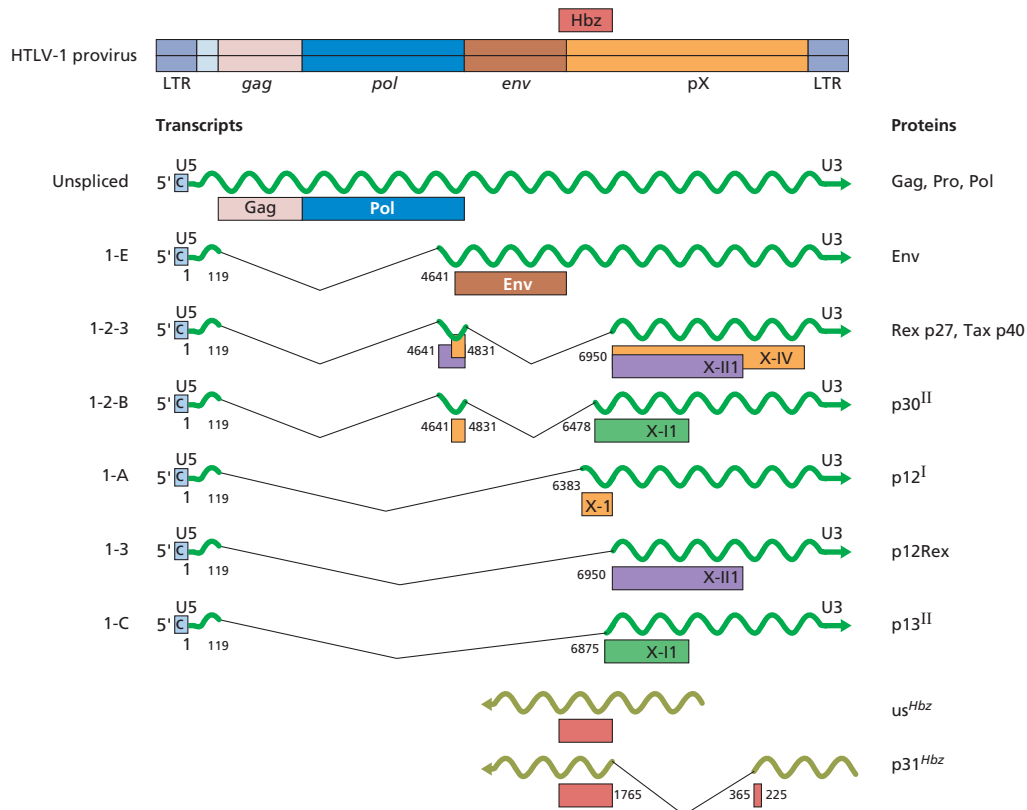 Hbz
HTLV-1 provirus
LTR gag pol env pX LTR
Transcripts Proteins
U5 U3
Unspliced 5' C Gag, Pro, Pol
Gag Pol
U5 U3
1-E 5' C Env
1 119 4641 Env
U5 U3
1-2-3 5' C Rex p27, Tax p40
1 119 4641 4831 6950 X-IV
X-II1
U5 U3
1-2-B 5' C p30II
1 119 4641 4831 6478 X-I1
U5 U3
1-A 5' C p12I
1 119 6383 X-1
U5 U3
1-3 5' C p12Rex
1 119 6950 X-II1
U5 U3
1-C 5' C p13II
1 119 6875 X-I1
usHbz
p31Hbz
1765 365 225